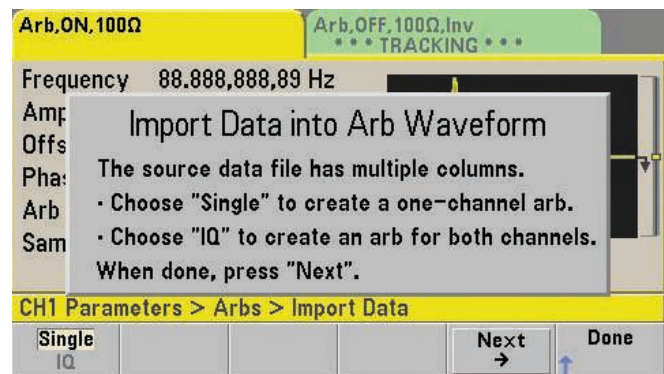 Arb,ON,100Ω
Arb,OFF,100Ω,Inv
* * * TRACKING * * *
Frequency 88.888,888,89 Hz
Amp
Offs
Phas
Arb
Sam
Import Data into Arb Waveform
The source data file has multiple columns.
· Choose "Single" to create a one-channel arb.
· Choose "IQ" to create an arb for both channels.
When done, press "Next".
CH1 Parameters > Arbs > Import Data
Single
IQ
Next
→
Done